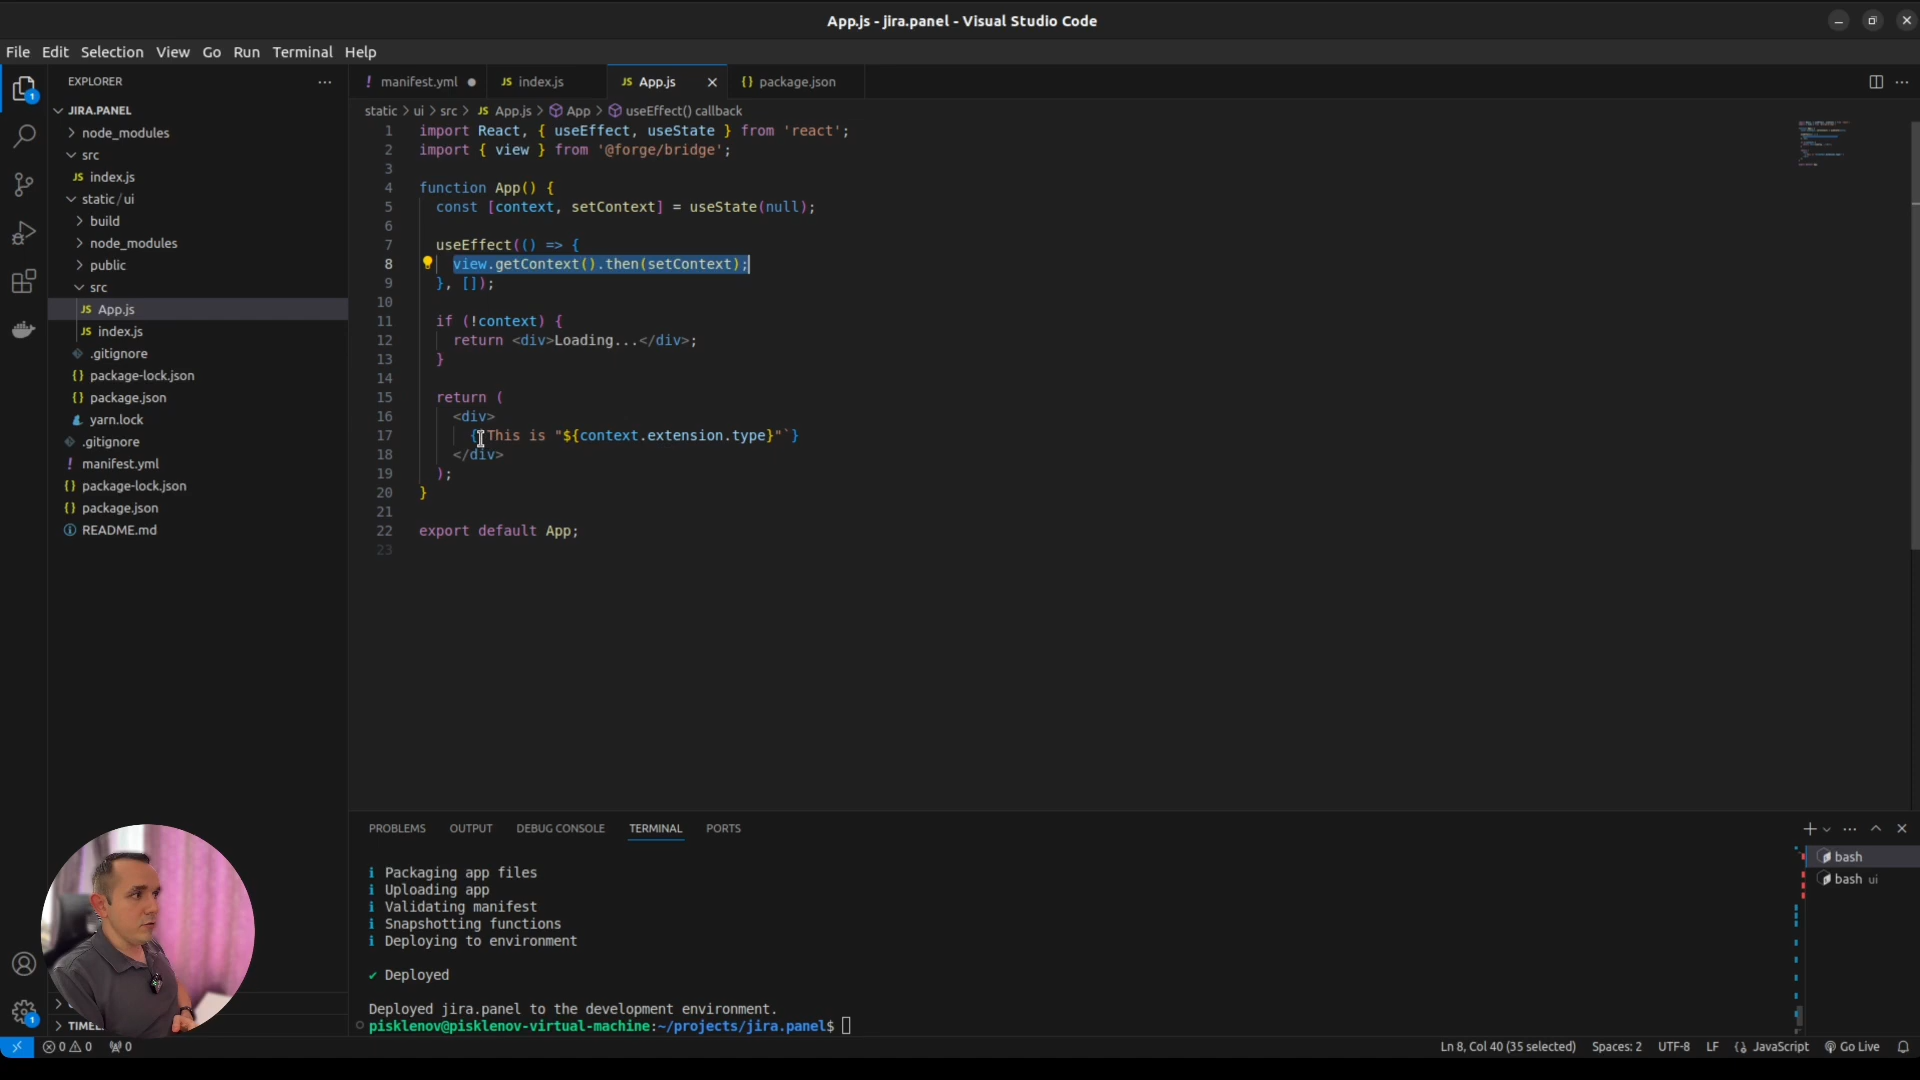 App.js - jira.panel - Visual Studio Code
File Edit Selection View Go Run Terminal Help
EXPLORER
JIRA.PANEL
node_modules
src
JS index.js
static/ui
build
node_modules
public
src
JS App.js
JS index.js
.gitignore
{} package-lock.json
{} package.json
yarn.lock
.gitignore
! manifest.yml
{} package-lock.json
{} package.json
README.md
! manifest.yml
JS index.js
JS App.js
{} package.json
static > ui > src > JS App.js > App > useEffect() callback
1 import React, { useEffect, useState } from 'react';
2 import { view } from '@forge/bridge';
3
4 function App() {
5 const [context, setContext] = useState(null);
6
7 useEffect(() => {
8 view.getContext().then(setContext);
9 }, []);
10
11 if (!context) {
12 return <div>Loading...</div>;
13 }
14
15 return (
16 <div>
17 {`This is "${context.extension.type}"`}
18 </div>
19 );
20 }
21
22 export default App;
23
PROBLEMS OUTPUT DEBUG CONSOLE TERMINAL PORTS
i Packaging app files
i Uploading app
i Validating manifest
i Snapshotting functions
i Deploying to environment
✔ Deployed
Deployed jira.panel to the development environment.
pisklenov@pisklenov-virtual-machine:~/projects/jira.panel$
bash
bash ui
1
1
0 0 0
Ln 8, Col 40 (35 selected) Spaces: 2 UTF-8 LF JavaScript Go Live